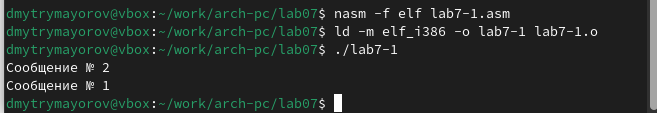 dmytrymayorov@vbox:~/work/arch-pc/lab07$ nasm -f elf lab7-1.asm
dmytrymayorov@vbox:~/work/arch-pc/lab07$ ld -m elf_i386 -o lab7-1 lab7-1.o
dmytrymayorov@vbox:~/work/arch-pc/lab07$ ./lab7-1
Сообщение № 2
Сообщение № 1
dmytrymayorov@vbox:~/work/arch-pc/lab07$